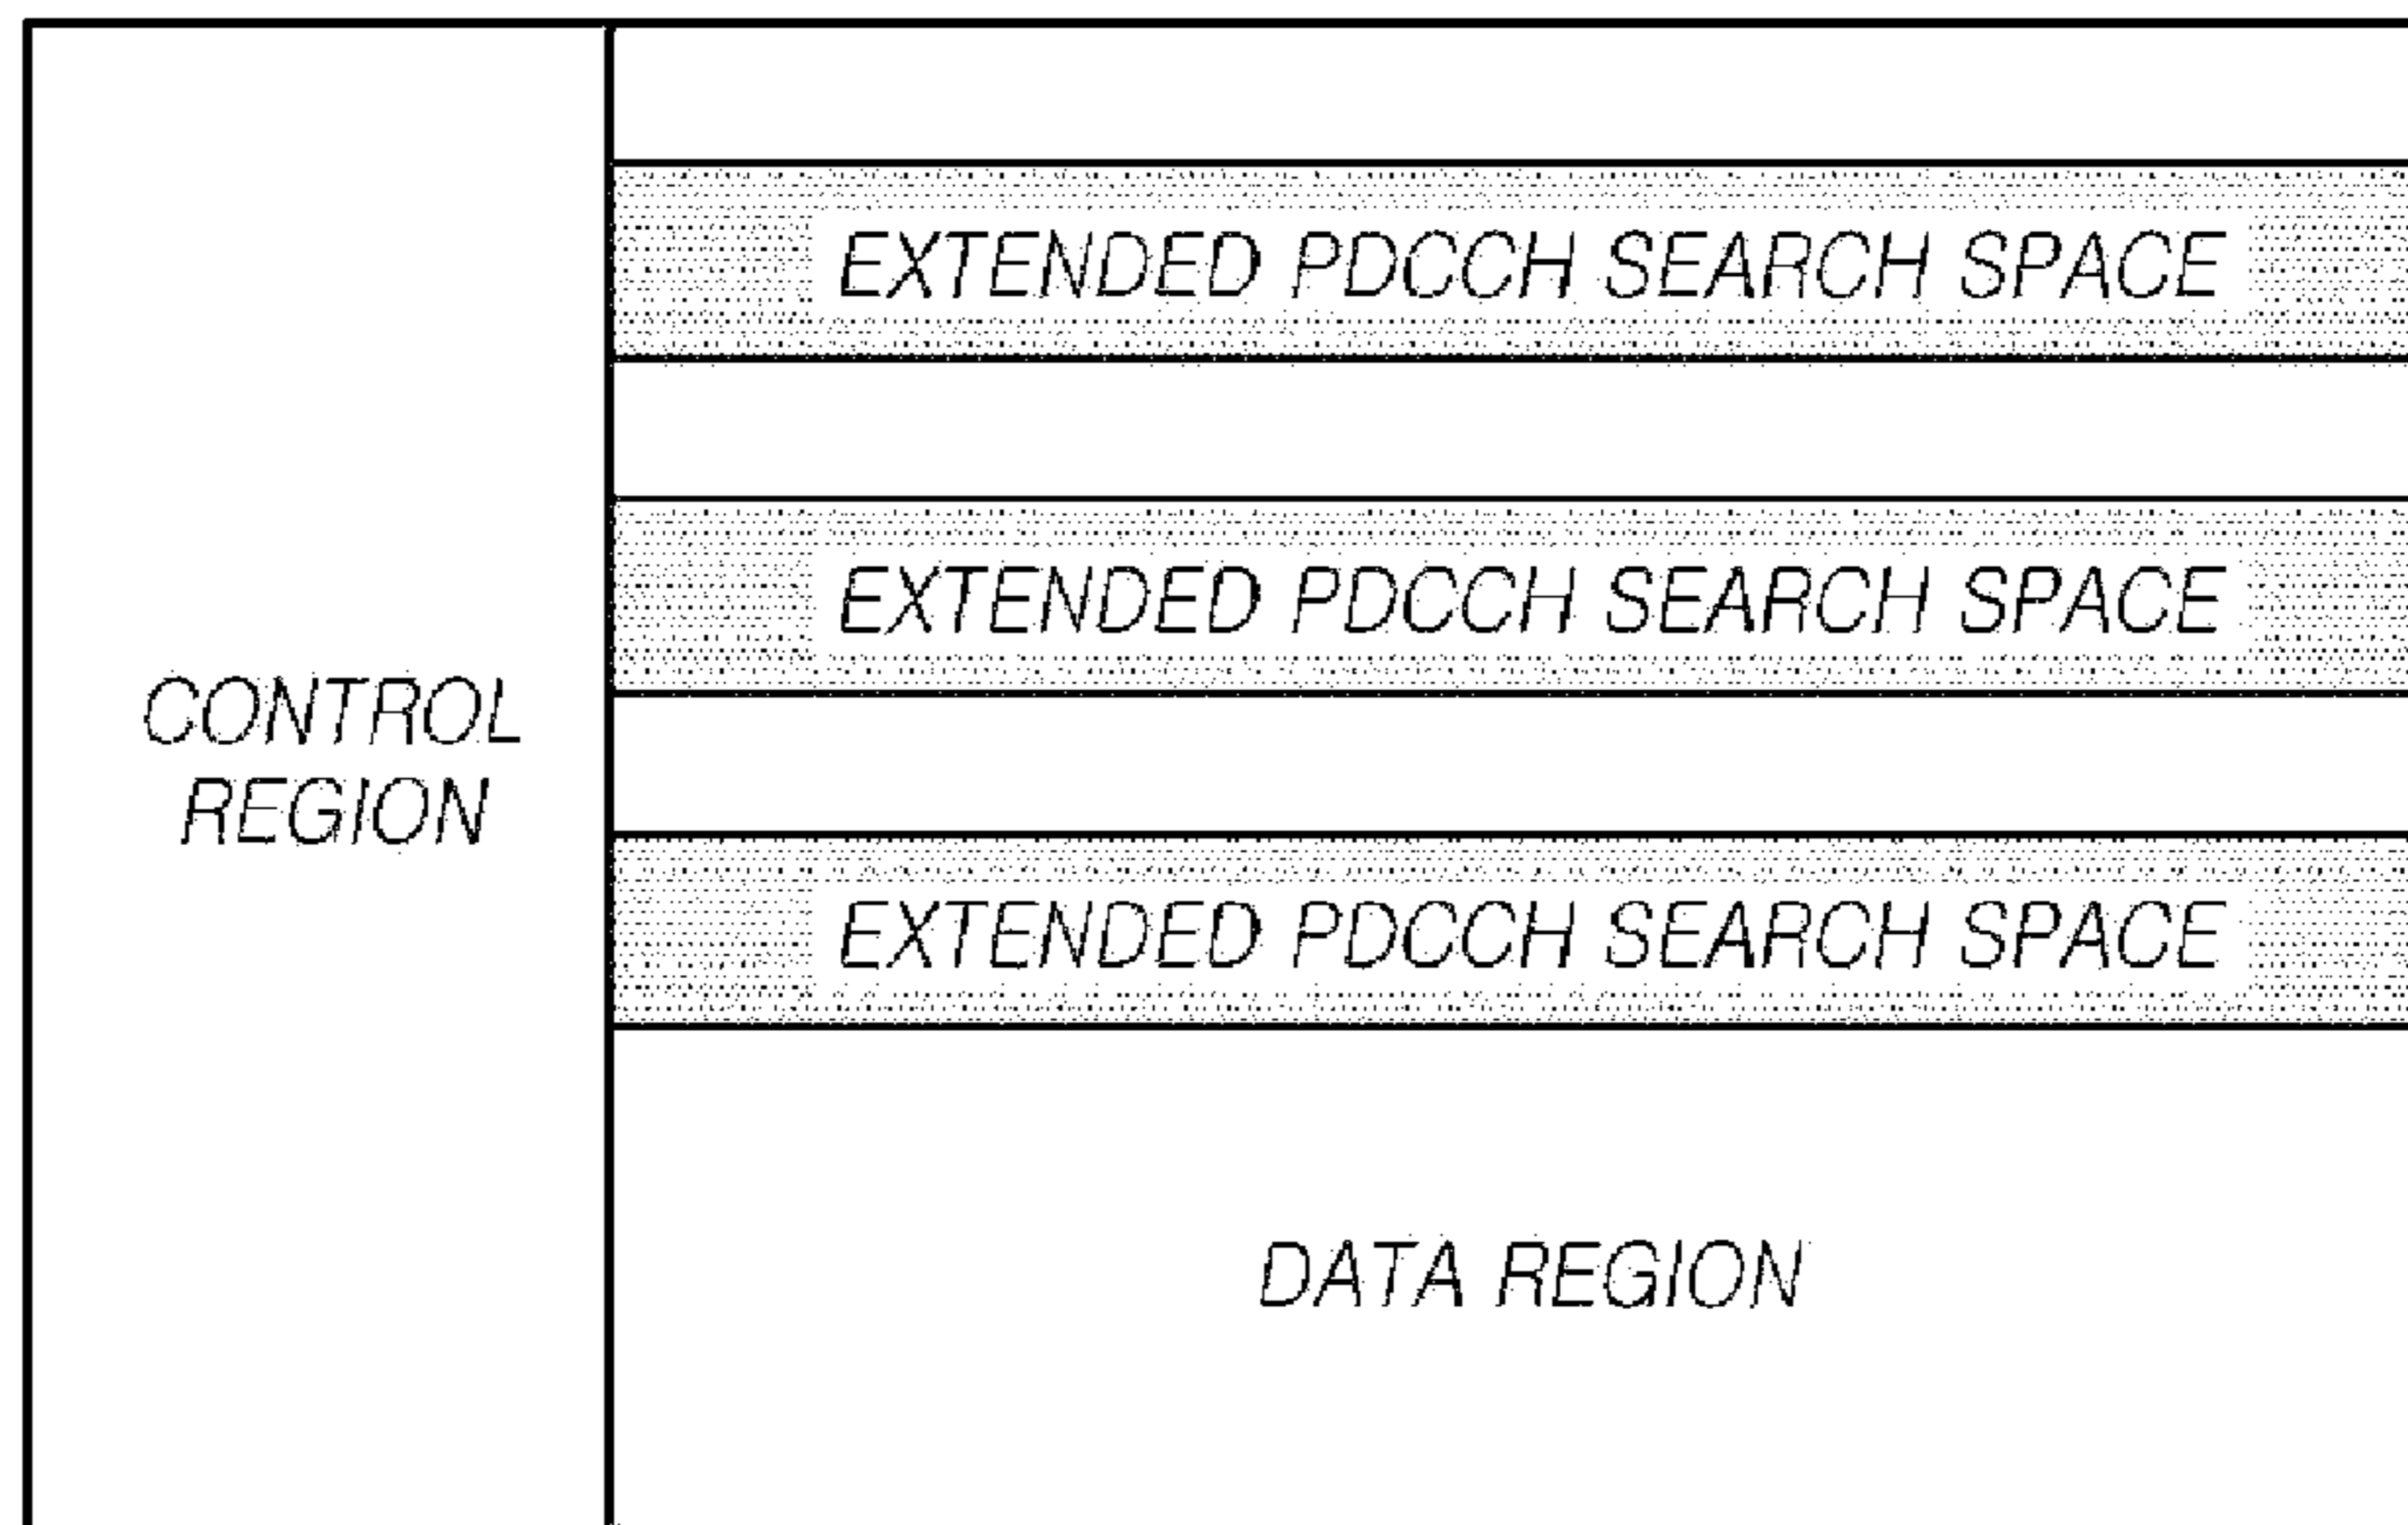 EXTENDED PDCCH SEARCH SPACE
EXTENDED PDCCH SEARCH SPACE
CONTROL
REGION
EXTENDED PDCCH SEARCH SPACE
DATA REGION